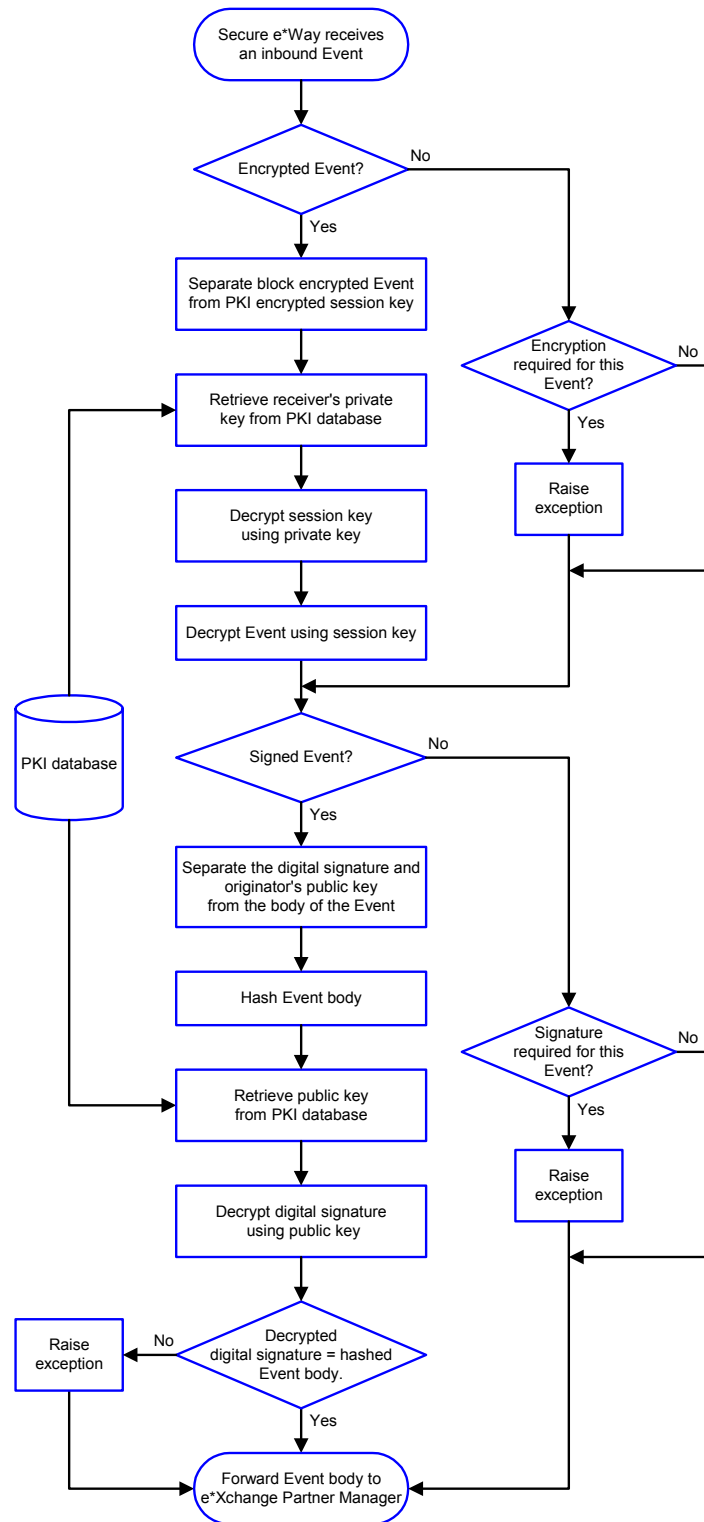 Secure e*Way receives
an inbound Event
Encrypted Event?
No
Yes
Separate block encrypted Event
from PKI encrypted session key
Encryption
required for this
Event?
No
Yes
Retrieve receiver's private
key from PKI database
Raise
exception
Decrypt session key
using private key
Decrypt Event using session key
PKI database
Signed Event?
No
Yes
Separate the digital signature and
originator's public key
from the body of the Event
Hash Event body
Signature
required for this
Event?
No
Yes
Retrieve public key
from PKI database
Raise
exception
Decrypt digital signature
using public key
Decrypted
digital signature = hashed
Event body.
No
Raise
exception
Yes
Forward Event body to
e*Xchange Partner Manager